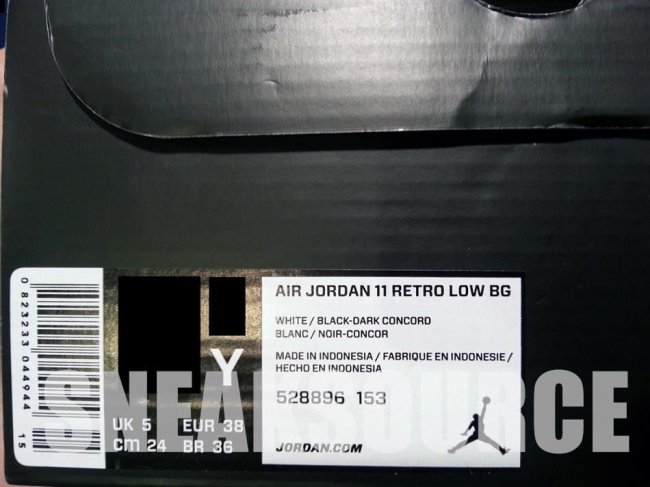 0 823233 044944 15
Y
UK 5 EUR 38
CM 24 BR 36
AIR JORDAN 11 RETRO LOW BG
WHITE / BLACK-DARK CONCORD
BLANC / NOIR-CONCOR
MADE IN INDONESIA / FABRIQUE EN INDONESIE /
HECHO EN INDONESIA
528896 153
JORDAN.COM
SNEAKSOURCE